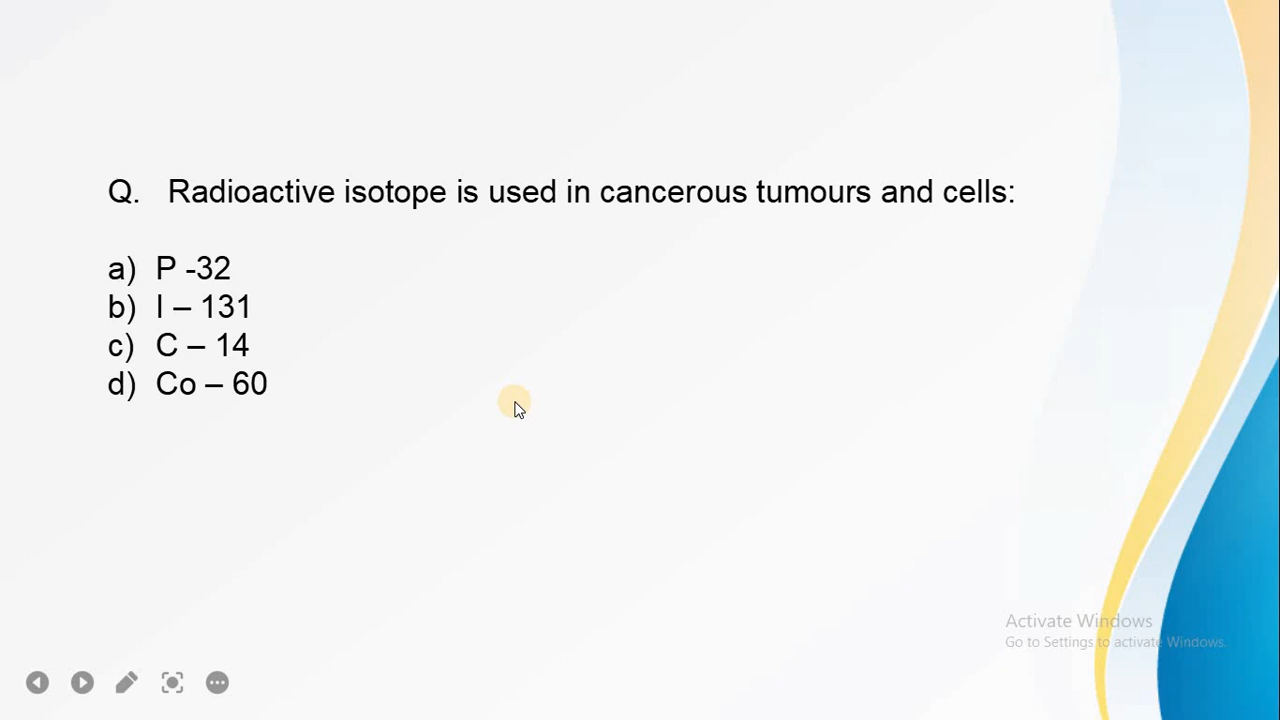 Q. Radioactive isotope is used in cancerous tumours and cells:
a) P -32
b) I – 131
c) C – 14
d) Co – 60
Activate Windows
Go to Settings to activate Windows.